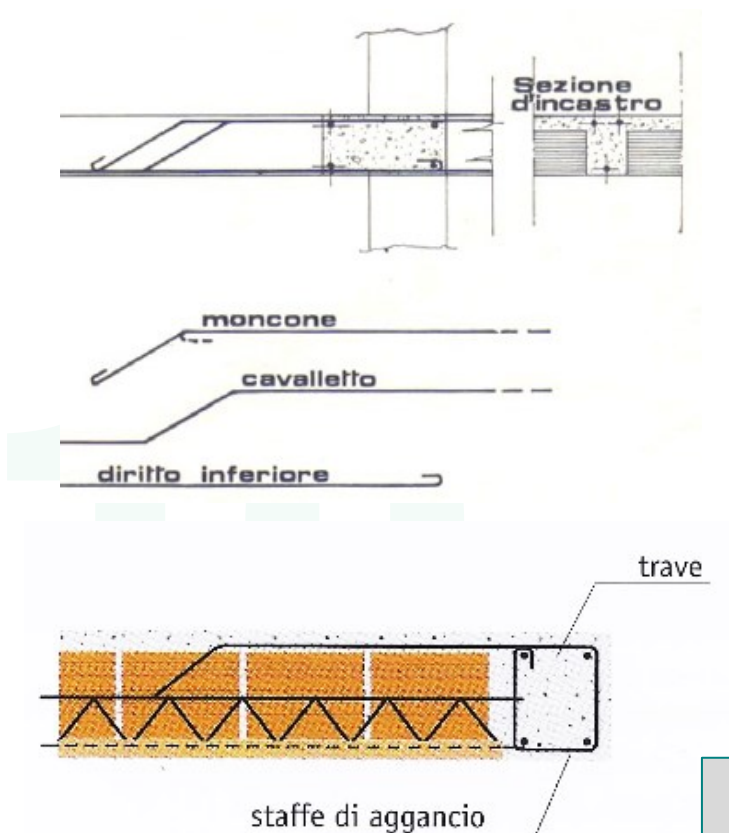 Sezione
d'incastro
moncone
cavalletto
diritto inferiore
trave
staffe di aggancio